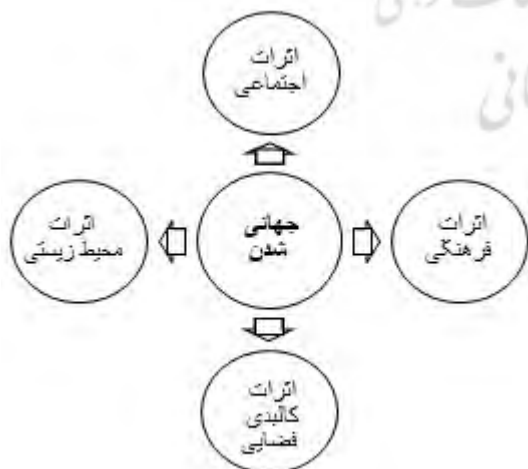 اثرات
اجتماعی
اثرات
فرهنگی
جهانی
شدن
اثرات
محیط زیستی
اثرات
کالبدی
فضایی